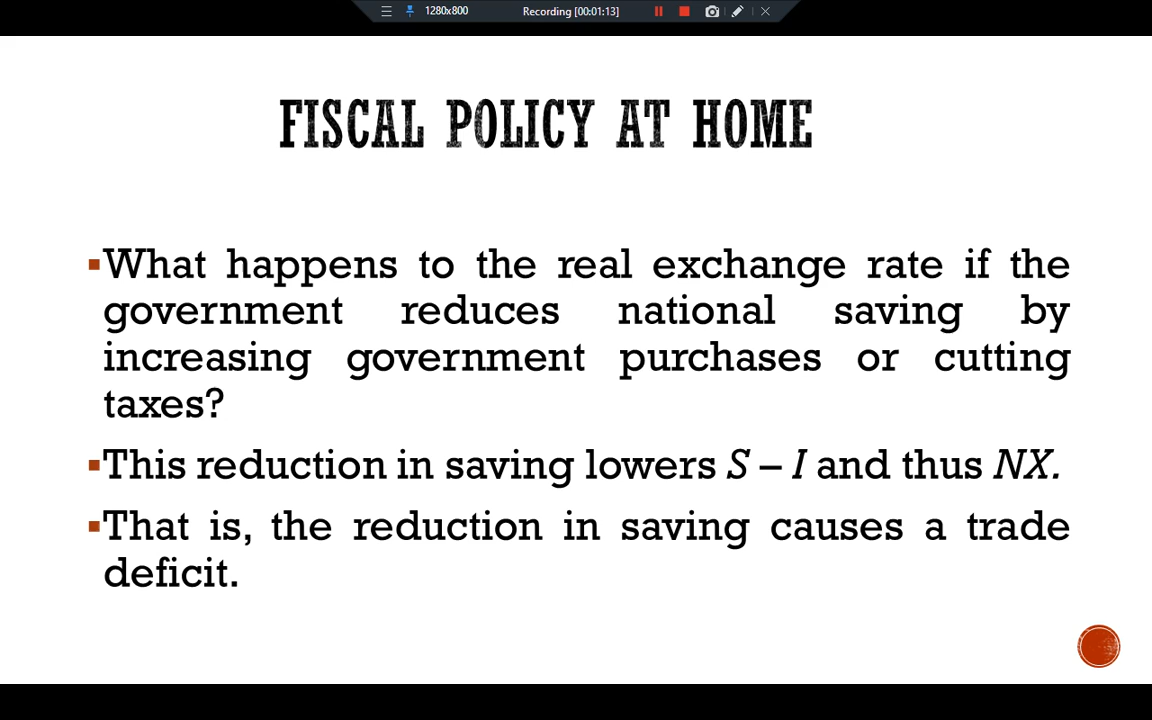 1280x800
Recording [00:01:13]
FISCAL POLICY AT HOME
▪What happens to the real exchange rate if the
government reduces national saving by
increasing government purchases or cutting
taxes?
▪This reduction in saving lowers S – I and thus NX.
▪That is, the reduction in saving causes a trade
deficit.